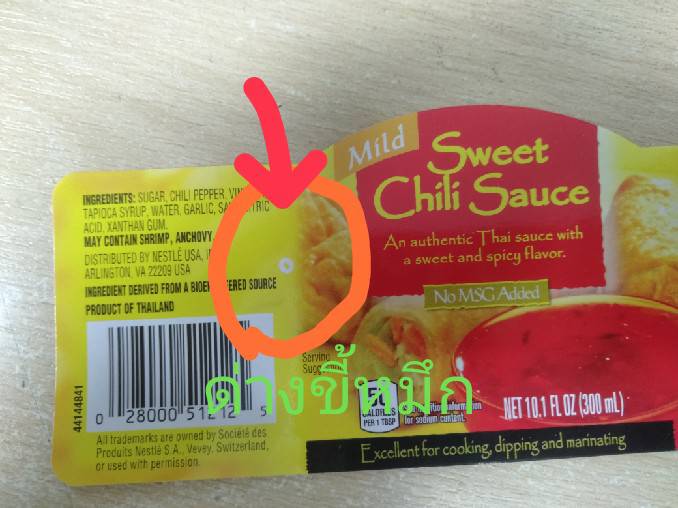 INGREDIENTS: SUGAR, CHILI PEPPER,
TAPIOCA SYRUP, WATER, GARLIC,
ACID, XANTHAN GUM.
MAY CONTAIN SHRIMP, ANCHOVY
DISTRIBUTED BY NESTLÉ USA,
ARLINGTON, VA 22209 USA
INGREDIENT DERIVED FROM A SOURCE
PRODUCT OF THAILAND
44144841
0 28000 51212 5
All trademarks are owned by Société des
Produits Nestlé S.A., Vevey, Switzerland,
or used with permission.
Mild
Sweet
Chili Sauce
An authentic Thai sauce with
a sweet and spicy flavor.
No MSG Added
Serving
ด่างขี้หมึก
CALORIES
PER 1 TBSP
for sodium content.
NET 10.1 FL OZ (300 mL)
Excellent for cooking, dipping and marinating